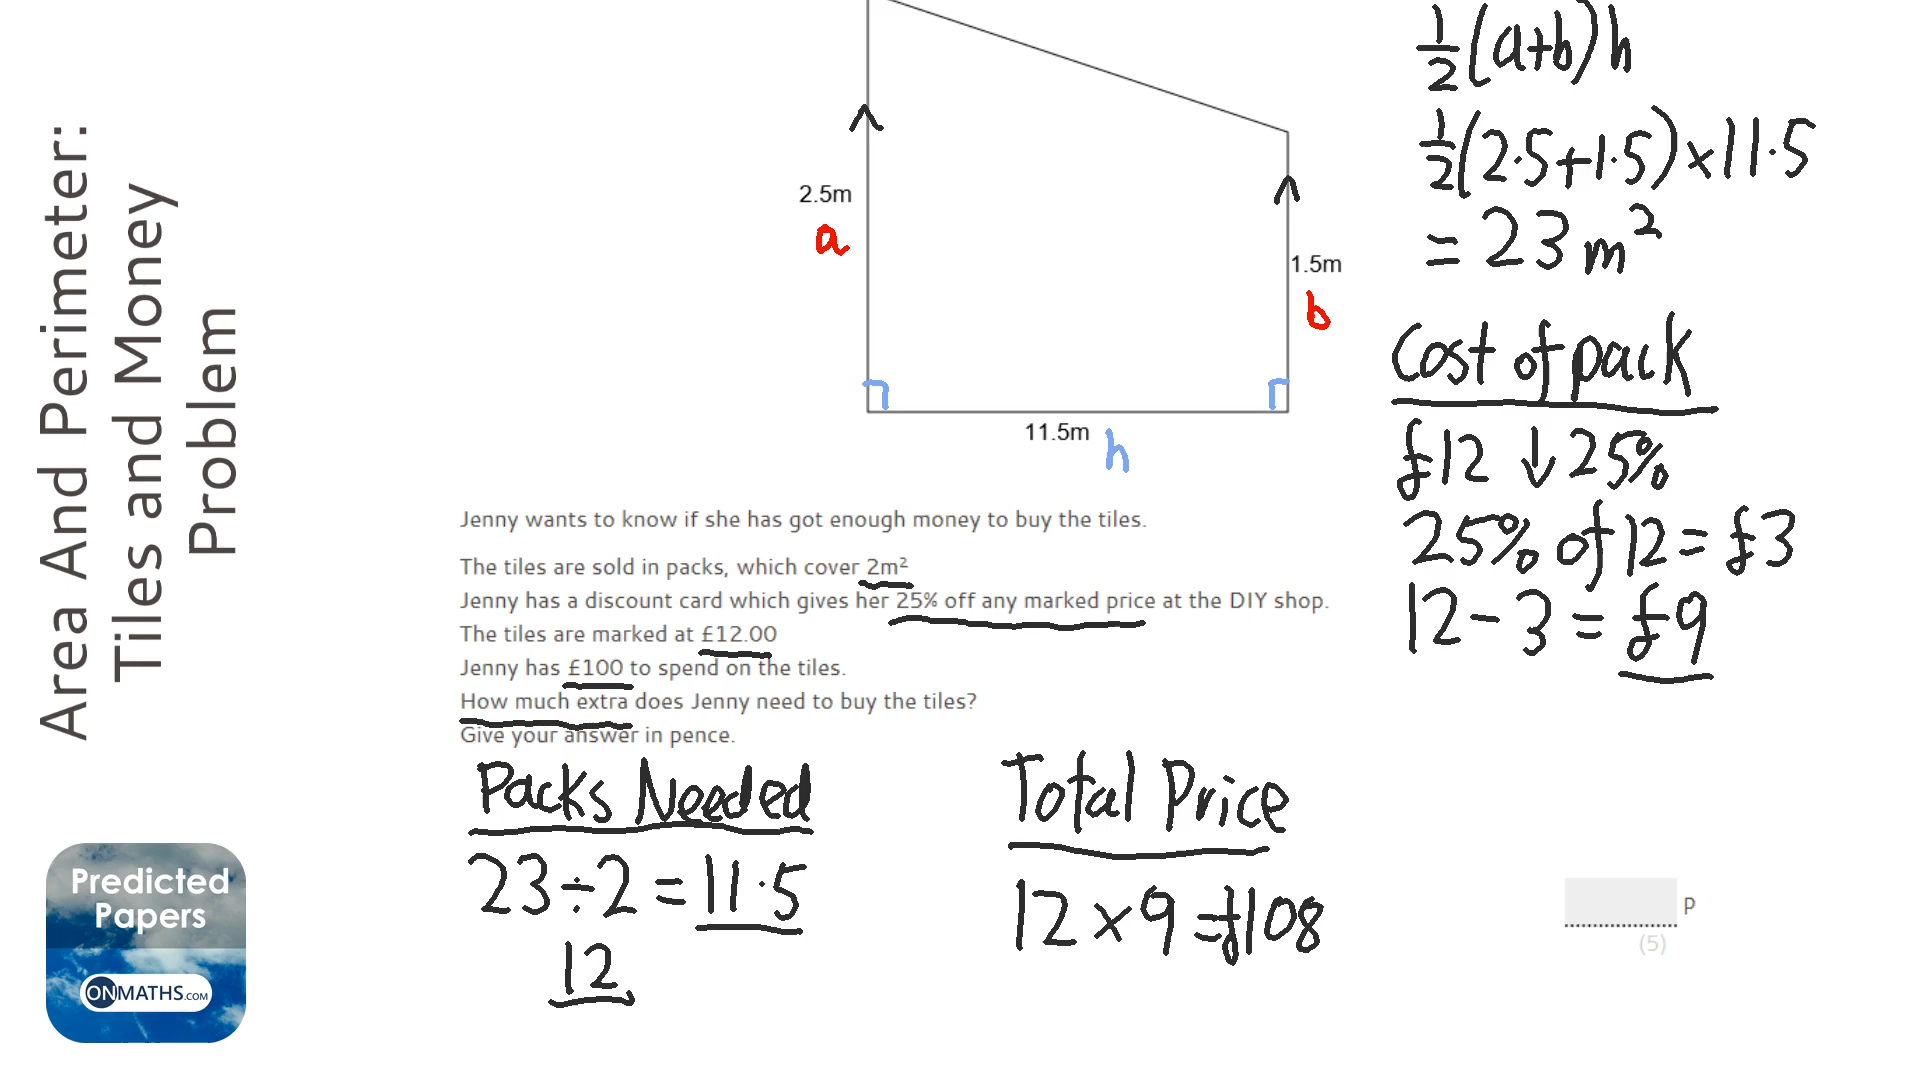 Area And Perimeter:
Tiles and Money
Problem
2.5m
a
1.5m
b
11.5m h
½(a+b)h
½(2.5+1.5)×11.5
= 23 m²
Cost of pack
£12 ↓ 25%
25% of 12 = £3
12 - 3 = £9
Jenny wants to know if she has got enough money to buy the tiles.
The tiles are sold in packs, which cover 2m²
Jenny has a discount card which gives her 25% off any marked price at the DIY shop.
The tiles are marked at £12.00
Jenny has £100 to spend on the tiles.
How much extra does Jenny need to buy the tiles?
Give your answer in pence.
Packs Needed
23÷2 = 11.5
12
Total Price
12 × 9 = £108
p
(5)
Predicted
Papers
ONMATHS.COM